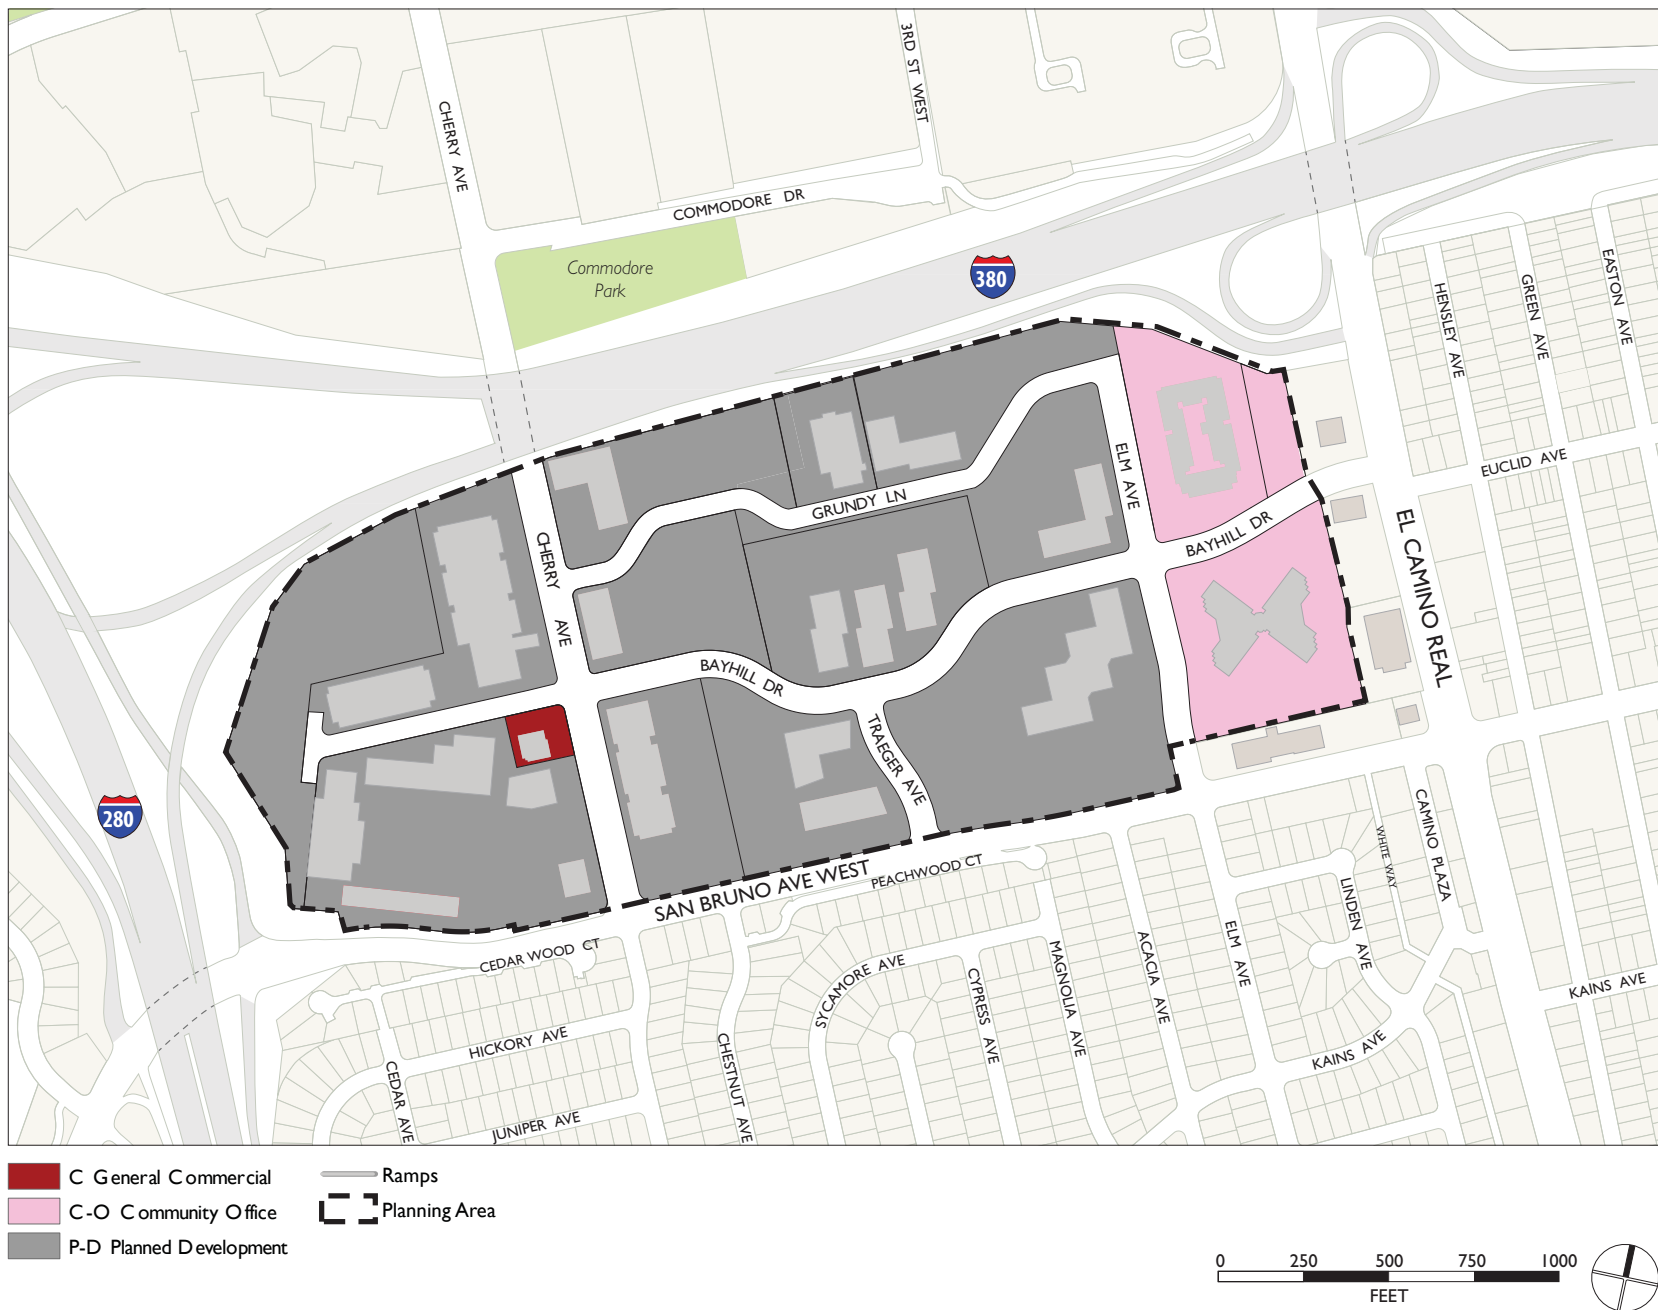 3RD ST WEST
CHERRY AVE
COMMODORE DR
Commodore
Park
380
HENSLEY AVE
GREEN AVE
EASTON AVE
EUCLID AVE
ELM AVE
GRUNDY LN
BAYHILL DR
EL CAMINO REAL
CHERRY AVE
BAYHILL DR
TRAEGER AVE
280
SAN BRUNO AVE WEST
PEACHWOOD CT
WHITE WAY
CAMINO PLAZA
LINDEN AVE
CEDAR WOOD CT
SYCAMORE AVE
CYPRESS AVE
MAGNOLIA AVE
ACACIA AVE
ELM AVE
KAINS AVE
KAINS AVE
HICKORY AVE
CEDAR AVE
CHESTNUT AVE
JUNIPER AVE
C General Commercial
C-O Community Office
P-D Planned Development
Ramps
Planning Area
0 250 500 750 1000
FEET